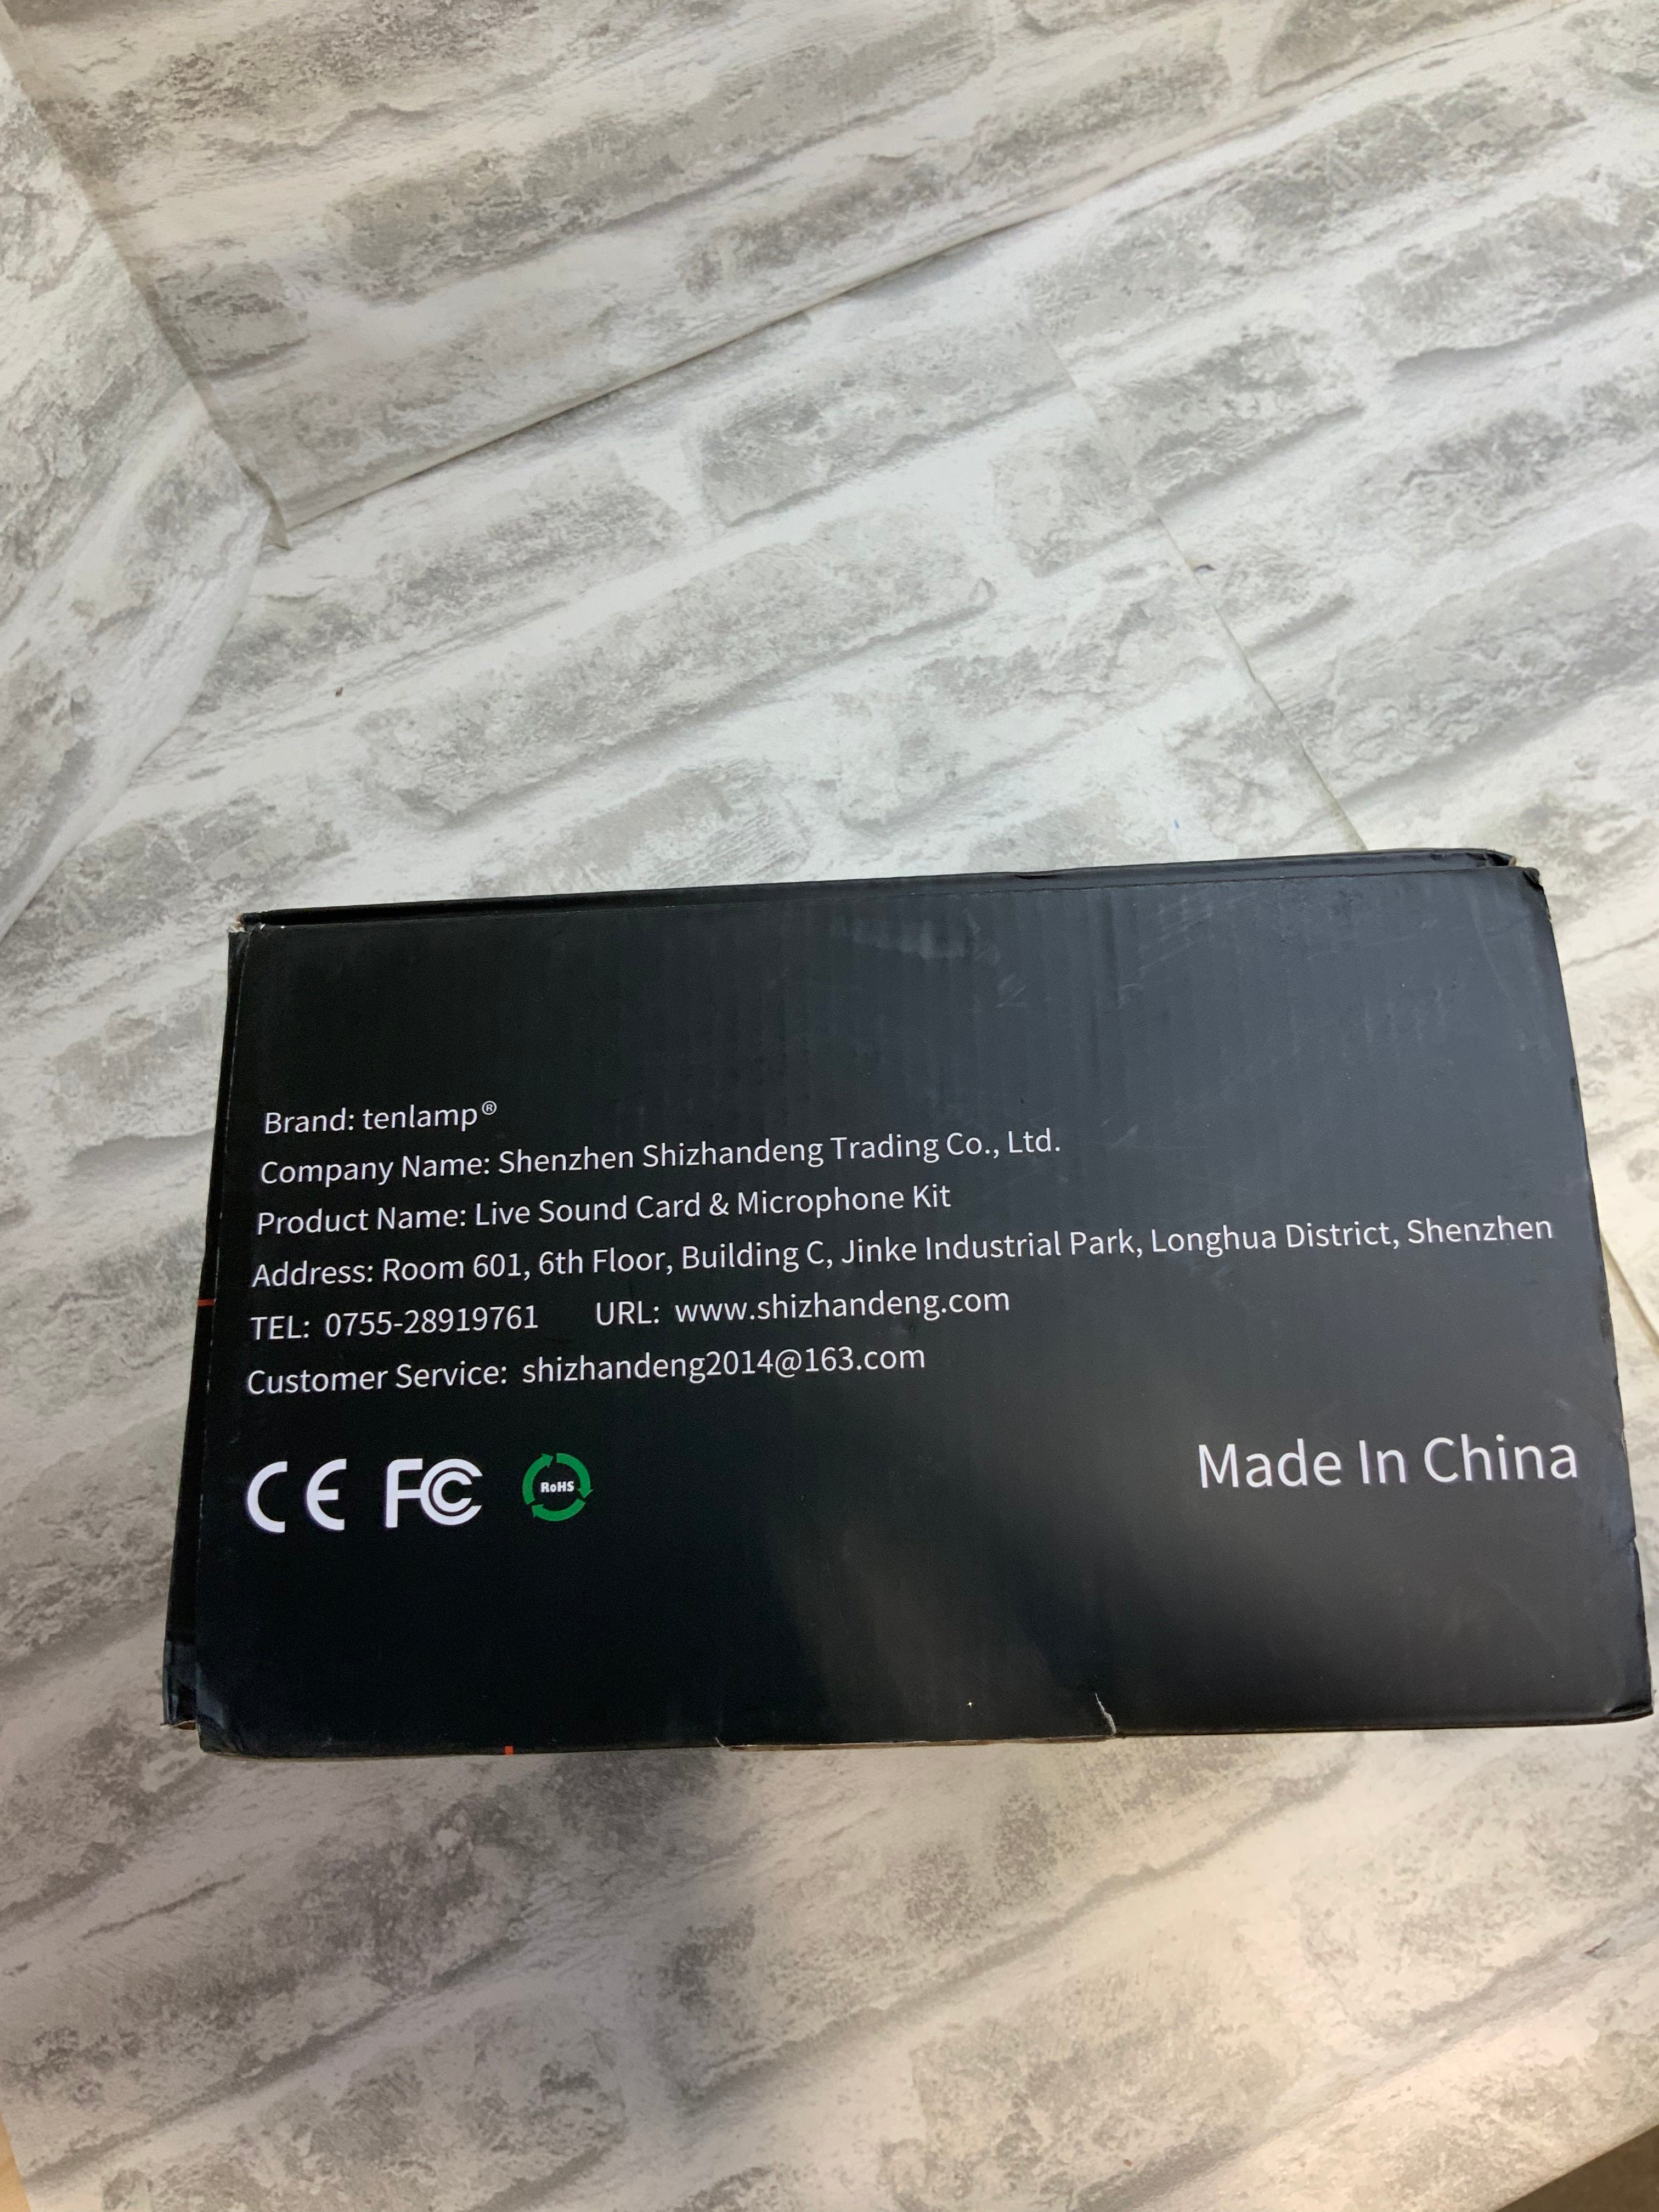 Brand: tenlamp®
Company Name: Shenzhen Shizhandeng Trading Co., Ltd.
Product Name: Live Sound Card & Microphone Kit
Address: Room 601, 6th Floor, Building C, Jinke Industrial Park, Longhua District, Shenzhen
TEL: 0755-28919761 URL: www.shizhandeng.com
Customer Service: shizhandeng2014@163.com
CE FC RoHS
Made In China